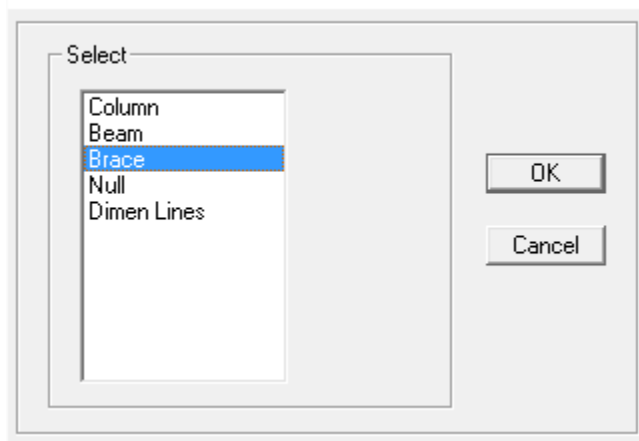 Select
Column
Beam
Brace
Null
Dimen Lines
OK
Cancel